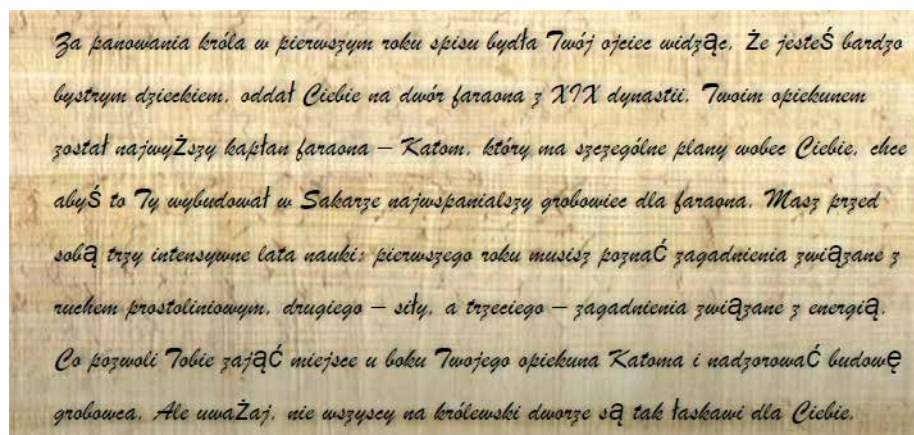 Za panowania króla w pierwszym roku spisu bydła Twój ojciec widząc, Że jesteŚ bardzo
bystrym dzieckiem, oddał Ciebie na dwór faraona z XIX dynastii. Twoim opiekunem
został najwyŻszy kapłan faraona – Katom, który ma szczególne plany wobec Ciebie, chce
abyŚ to Ty wybudował w Sakarze najwspanialszy grobowiec dla faraona. Masz przed
sobą trzy intensywne lata nauki: pierwszego roku musisz poznaĆ zagadnienia związane z
ruchem prostoliniowym, drugiego – siły, a trzeciego – zagadnienia związane z energią.
Co pozwoli Tobie zająĆ miejsce u boku Twojego opiekuna Katoma i nadzorowaĆ budowę
grobowca. Ale uwaŻaj, nie wszyscy na królewski dworze są tak łaskawi dla Ciebie.